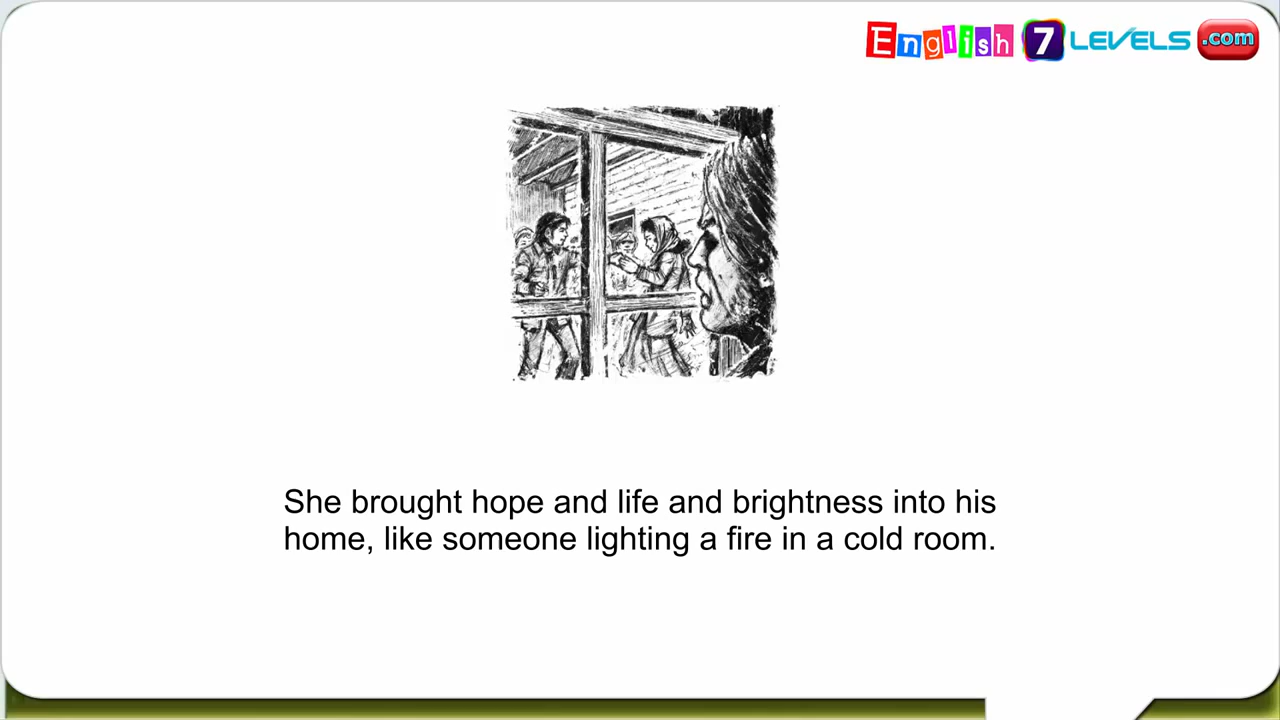 English 7 LEVELS .com
She brought hope and life and brightness into his
home, like someone lighting a fire in a cold room.